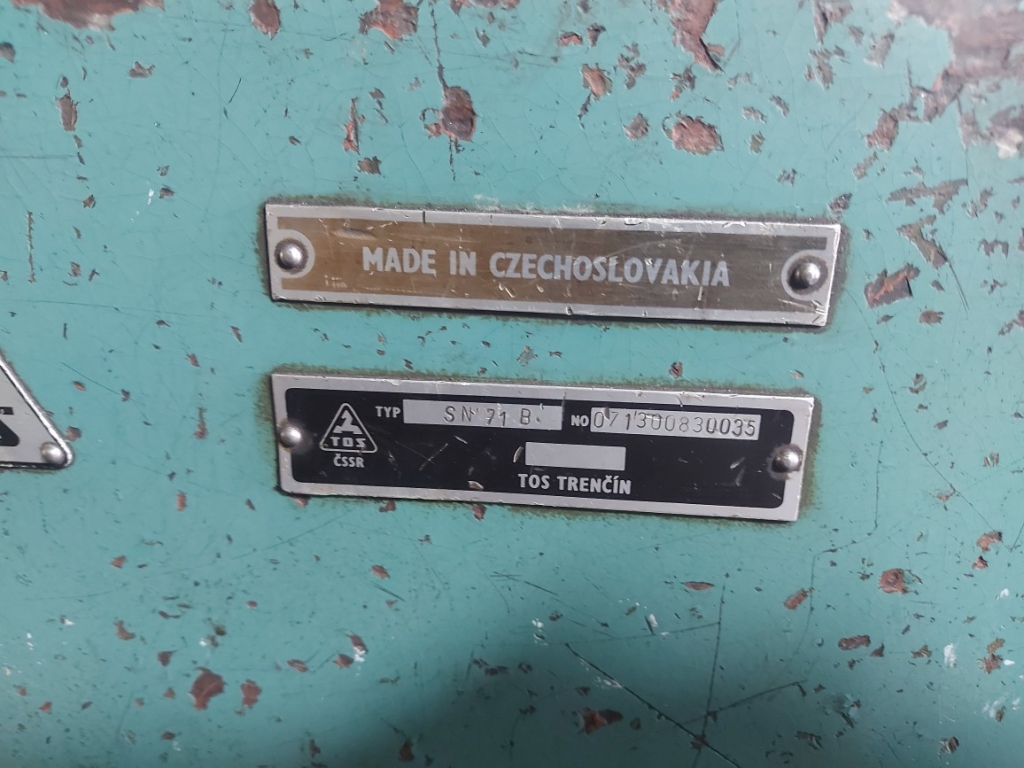 MADE IN CZECHOSLOVAKIA
TYP SN 71 B. NO 071300830035
TOS
ČSSR
TOS TRENČÍN